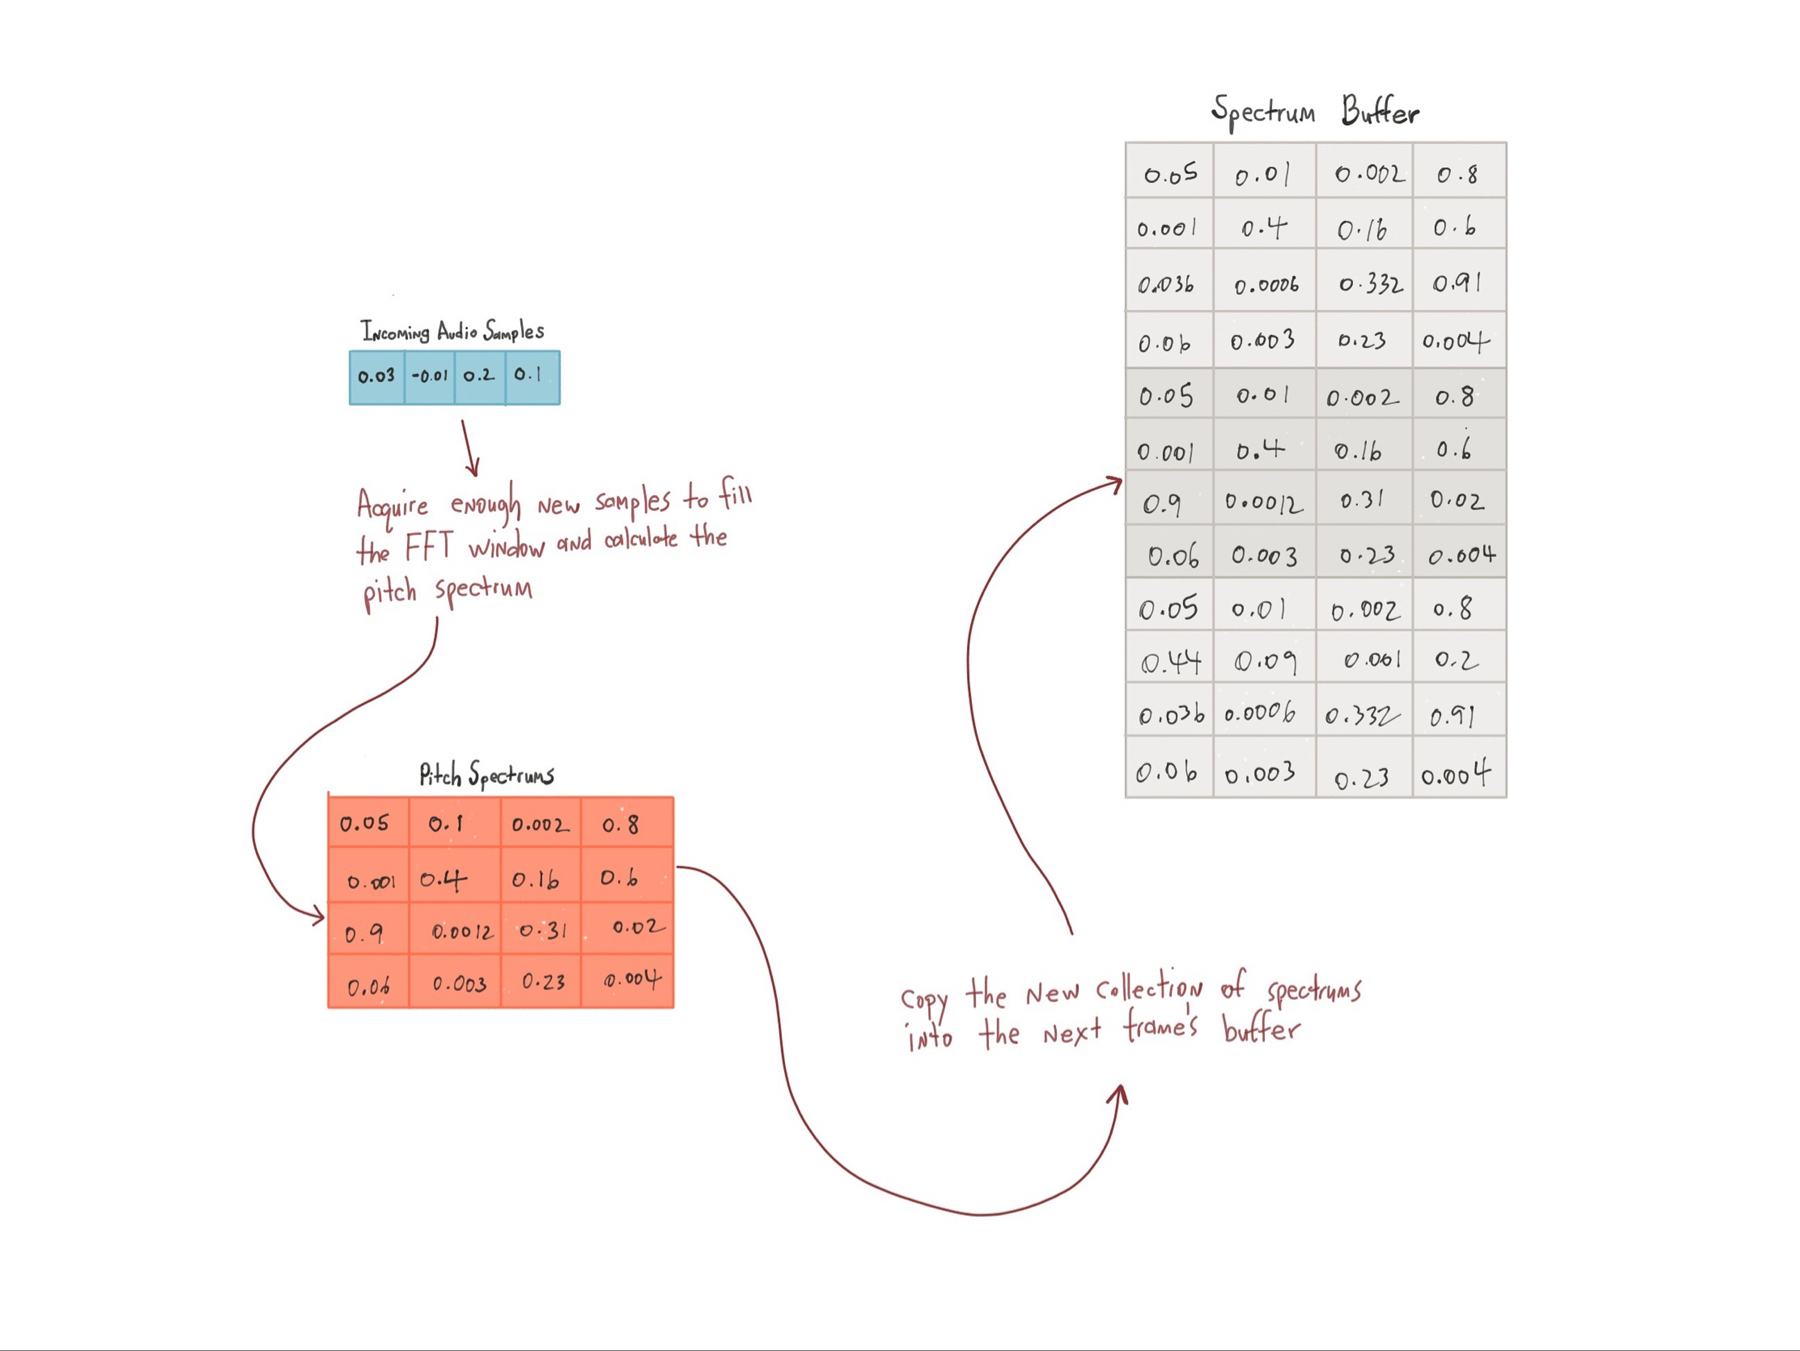 Incoming Audio Samples
0.03 -0.01 0.2 0.1
Acquire enough new samples to fill
the FFT window and calculate the
pitch spectrum
Pitch Spectrums
0.05 0.1 0.002 0.8
0.001 0.4 0.16 0.6
0.9 0.0012 0.31 0.02
0.06 0.003 0.23 0.004
Copy the new collection of spectrums
into the next frame's buffer
Spectrum Buffer
0.05 0.01 0.002 0.8
0.001 0.4 0.16 0.6
0.036 0.0006 0.332 0.91
0.06 0.003 0.23 0.004
0.05 0.01 0.002 0.8
0.001 0.4 0.16 0.6
0.9 0.0012 0.31 0.02
0.06 0.003 0.23 0.004
0.05 0.01 0.002 0.8
0.44 0.09 0.001 0.2
0.036 0.0006 0.332 0.91
0.06 0.003 0.23 0.004